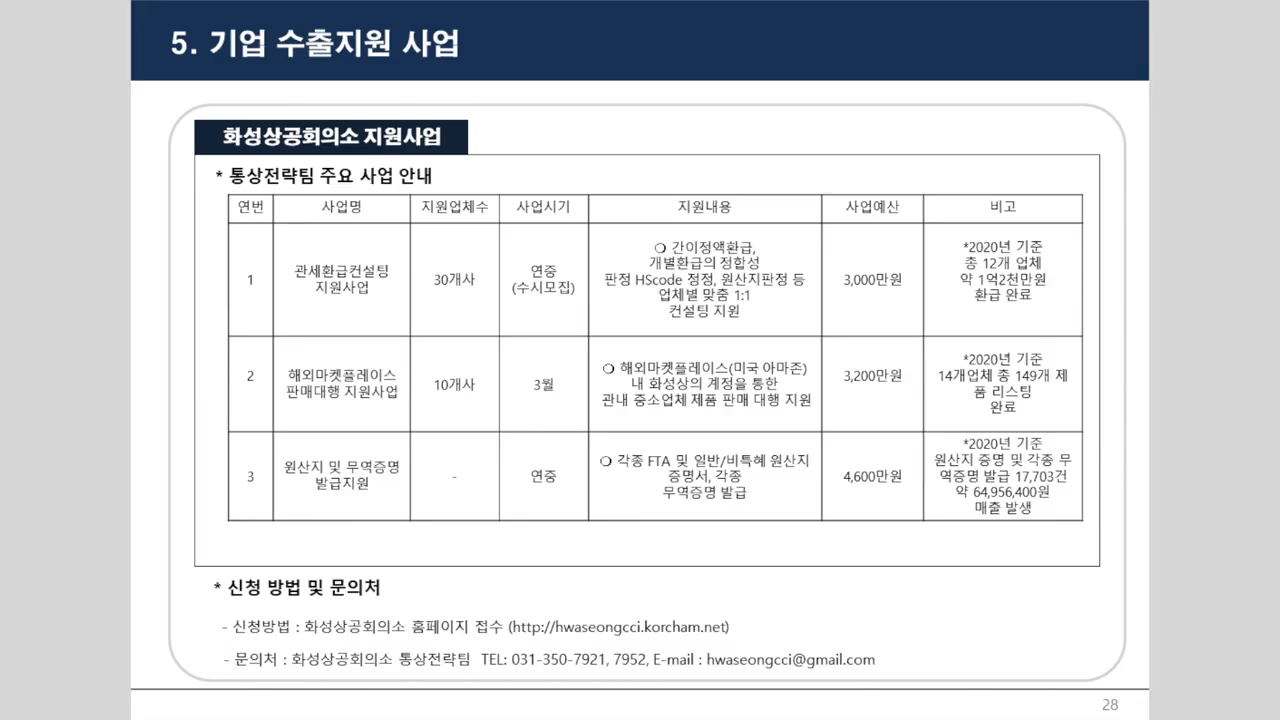 5. 기업 수출지원 사업
화성상공회의소 지원사업
* 통상전략팀 주요 사업 안내
연번 사업명 지원업체수 사업시기 지원내용 사업예산 비고
1
관세환급컨설팅
지원사업
30개사
연중
(수시모집)
❍ 간이정액환급,
개별환급의 정합성
판정 HScode 정정, 원산지판정 등
업체별 맞춤 1:1
컨설팅 지원
3,000만원
*2020년 기준
총 12개 업체
약 1억2천만원
환급 완료
2
해외마켓플레이스
판매대행 지원사업
10개사
3월
❍ 해외마켓플레이스(미국 아마존)
내 화성상의 계정을 통한
관내 중소업체 제품 판매 대행 지원
3,200만원
*2020년 기준
14개업체 총 149개 제
품 리스팅
완료
3
원산지 및 무역증명
발급지원
-
연중
❍ 각종 FTA 및 일반/비특혜 원산지
증명서, 각종
무역증명 발급
4,600만원
*2020년 기준
원산지 증명 및 각종 무
역증명 발급 17,703건
약 64,956,400원
매출 발생
* 신청 방법 및 문의처
- 신청방법 : 화성상공회의소 홈페이지 접수 (http://hwaseongcci.korcham.net)
- 문의처 : 화성상공회의소 통상전략팀 TEL: 031-350-7921, 7952, E-mail : hwaseongcci@gmail.com
28